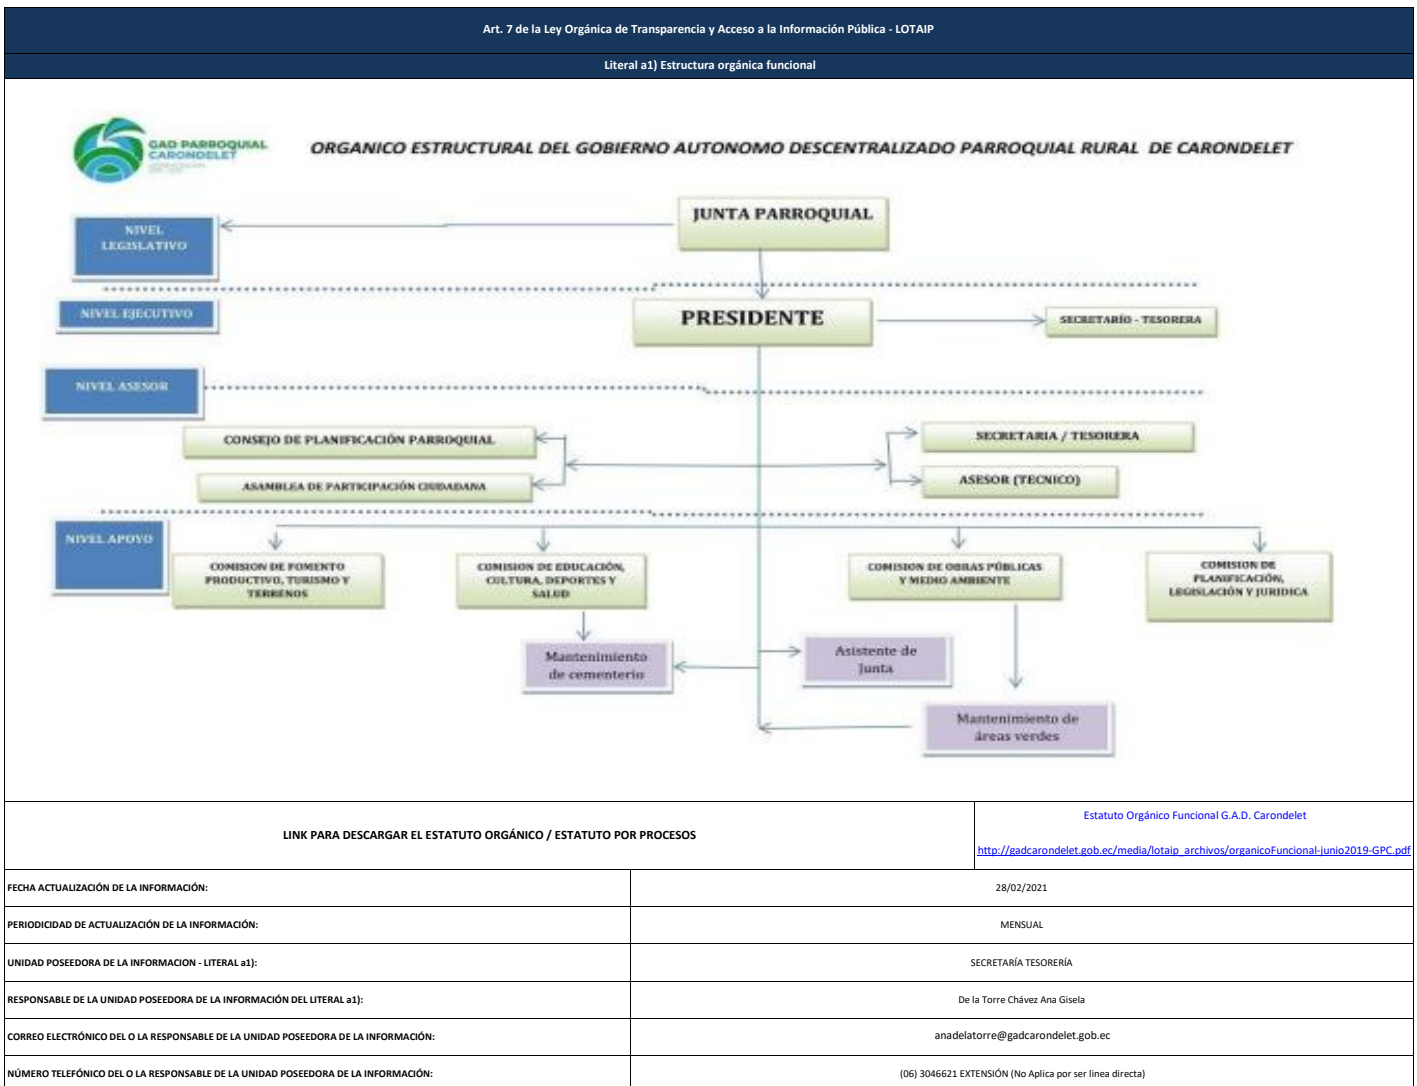 Art. 7 de la Ley Orgánica de Transparencia y Acceso a la Información Pública - LOTAIP
Literal a1) Estructura orgánica funcional
GAD PARROQUIAL
CARONDELET
ORGANICO ESTRUCTURAL DEL GOBIERNO AUTONOMO DESCENTRALIZADO PARROQUIAL RURAL DE CARONDELET
JUNTA PARROQUIAL
NIVEL
LEGISLATIVO
NIVEL EJECUTIVO
PRESIDENTE
SECRETARÍO - TESORERA
NIVEL ASESOR
CONSEJO DE PLANIFICACIÓN PARROQUIAL
SECRETARIA / TESORERA
ASAMBLEA DE PARTICIPACIÓN CIUDADANA
ASESOR (TECNICO)
NIVEL APOYO
COMISION DE FOMENTO
PRODUCTIVO, TURISMO Y
TERRENOS
COMISION DE EDUCACIÓN,
CULTURA, DEPORTES Y
SALUD
COMISION DE OBRAS PÚBLICAS
Y MEDIO AMBIENTE
COMISION DE
PLANIFICACIÓN,
LEGISLACIÓN Y JURIDICA
Mantenimiento
de cementerio
Asistente de
Junta
Mantenimiento de
áreas verdes
LINK PARA DESCARGAR EL ESTATUTO ORGÁNICO / ESTATUTO POR PROCESOS
Estatuto Orgánico Funcional G.A.D. Carondelet
http://gadcarondelet.gob.ec/media/lotaip_archivos/organicoFuncional-junio2019-GPC.pdf
FECHA ACTUALIZACIÓN DE LA INFORMACIÓN:
28/02/2021
PERIODICIDAD DE ACTUALIZACIÓN DE LA INFORMACIÓN:
MENSUAL
UNIDAD POSEEDORA DE LA INFORMACION - LITERAL a1):
SECRETARÍA TESORERÍA
RESPONSABLE DE LA UNIDAD POSEEDORA DE LA INFORMACIÓN DEL LITERAL a1):
De la Torre Chávez Ana Gisela
CORREO ELECTRÓNICO DEL O LA RESPONSABLE DE LA UNIDAD POSEEDORA DE LA INFORMACIÓN:
anadelatorre@gadcarondelet.gob.ec
NÚMERO TELEFÓNICO DEL O LA RESPONSABLE DE LA UNIDAD POSEEDORA DE LA INFORMACIÓN:
(06) 3046621 EXTENSIÓN (No Aplica por ser linea directa)